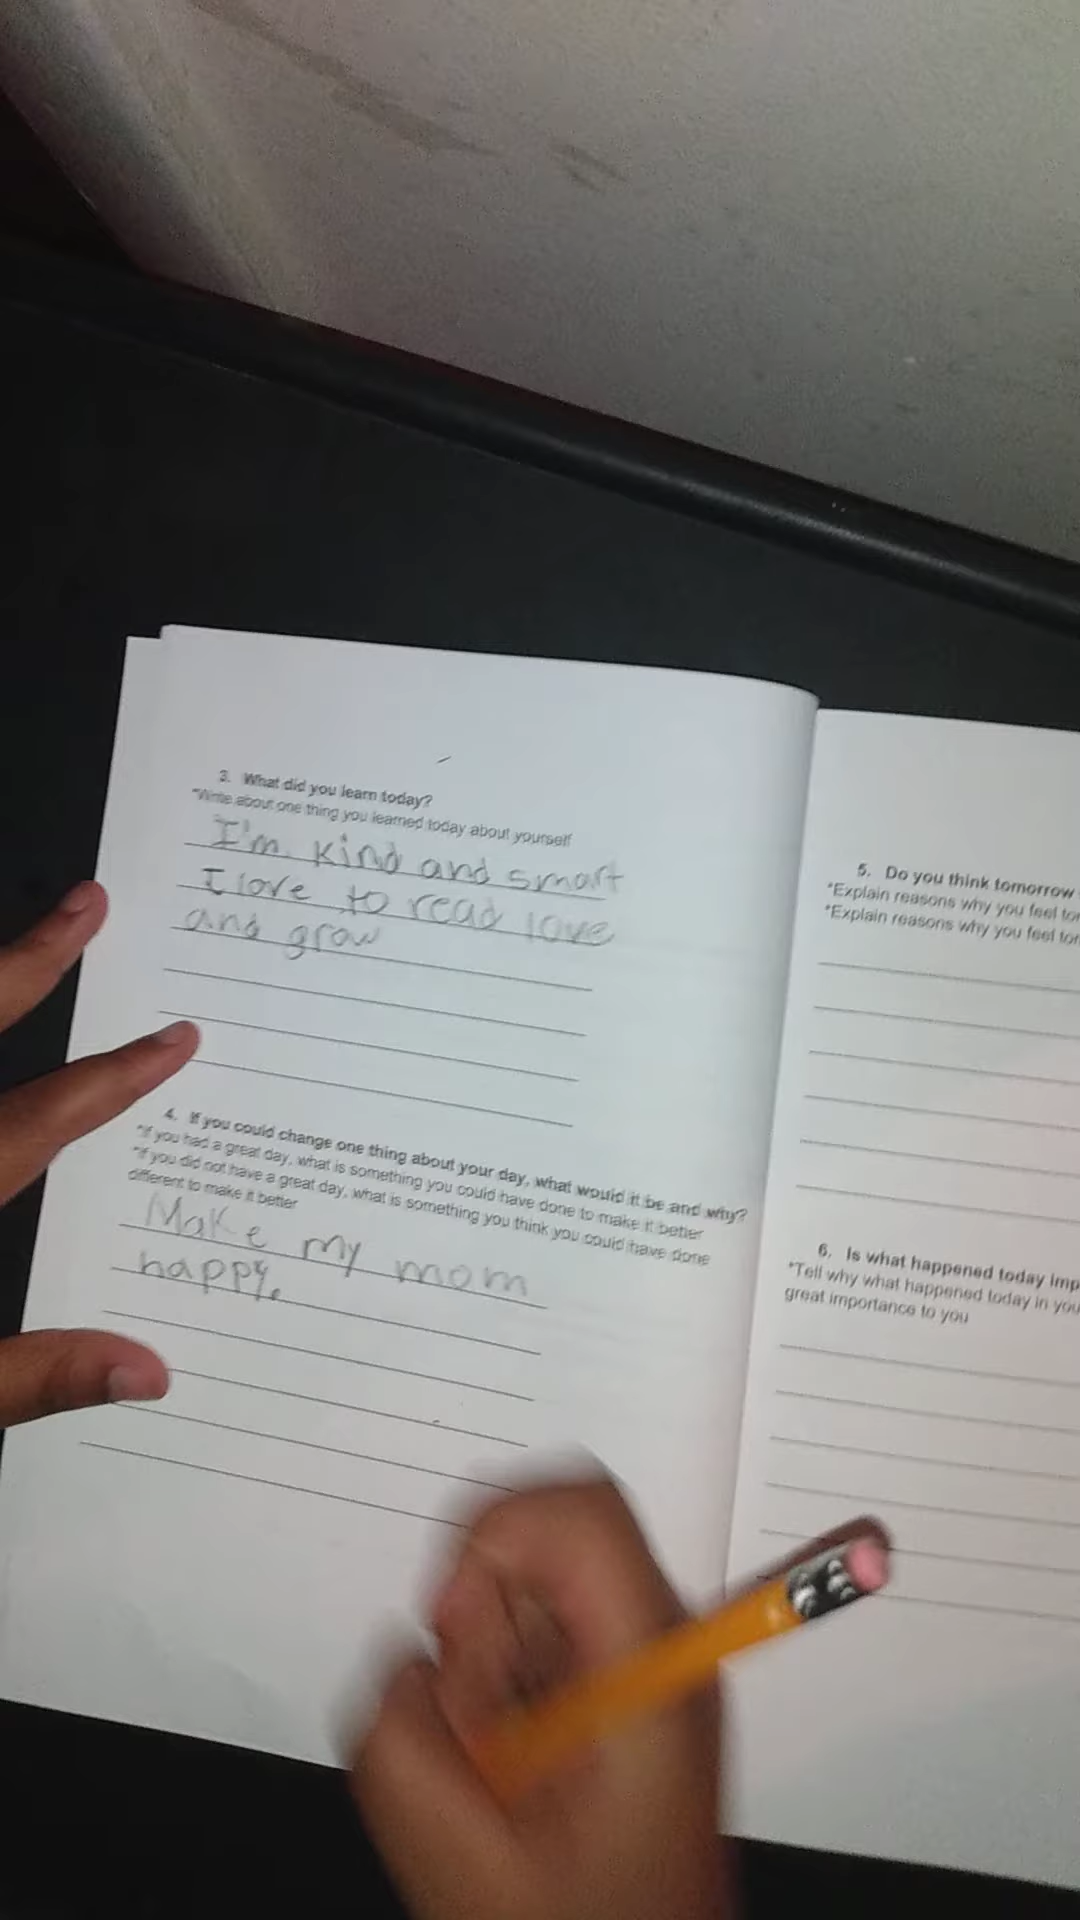 3. What did you learn today?
*Write about one thing you learned today about yourself
I'm kind and smart
I love to read love
and grow
4. If you could change one thing about your day, what would it be and why?
*If you had a great day, what is something you could have done to make it better
*If you did not have a great day, what is something you think you could have done
different to make it better
Make my mom
happy.
5. Do you think tomorrow
*Explain reasons why you feel
*Explain reasons why you feel
6. Is what happened today
*Tell why what happened today in
great importance to you